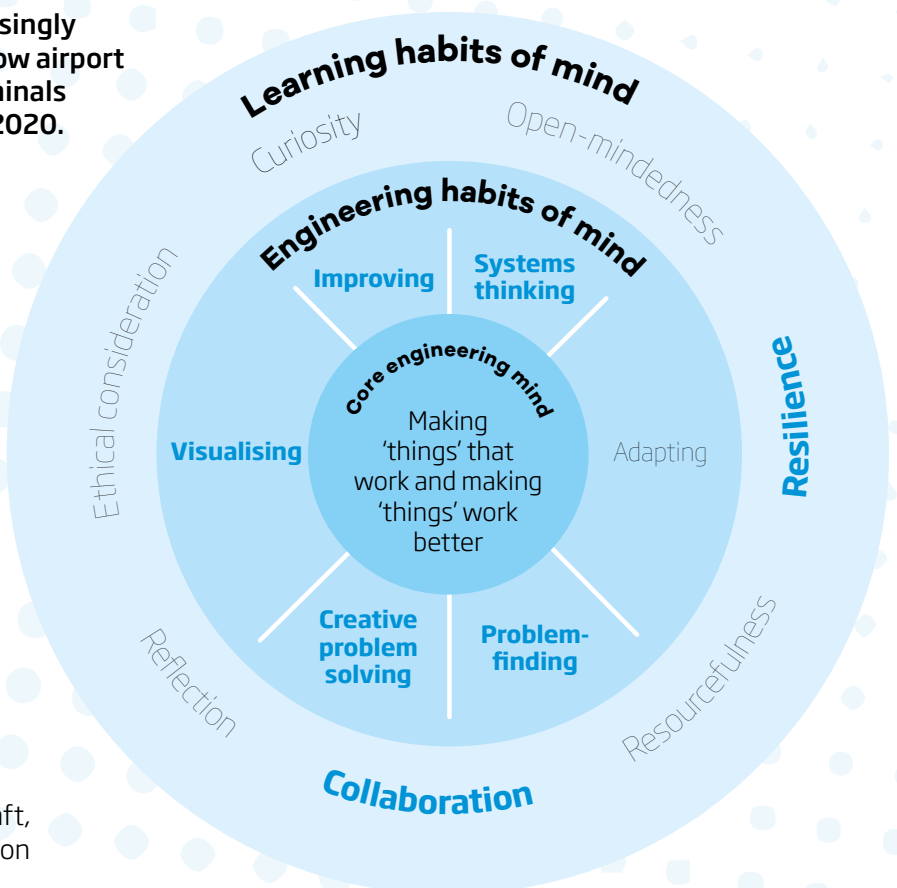 singly
ow airport
ninals
2020.
Learning habits of mind
Curiosity
Open-mindedness
Engineering habits of mind
Improving
Systems
thinking
Ethical consideration
Core engineering mind
Making
'things' that
work and making
'things' work
better
Visualising
Adapting
Resilience
Creative
problem
solving
Problem-
finding
Reflection
Resourcefulness
Collaboration
ft,
on